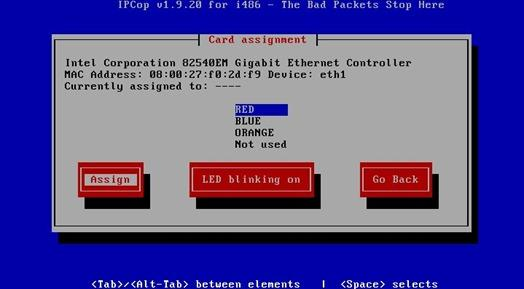 IPCop v1.9.20 for i486 - The Bad Packets Stop Here
Card assignment
Intel Corporation 82540EM Gigabit Ethernet Controller
MAC Address: 08:00:27:f0:2d:f9 Device: eth1
Currently assigned to: ----
RED
BLUE
ORANGE
Not used
Assign LED blinking on Go Back
<Tab>/<Alt-Tab> between elements | <Space> selects